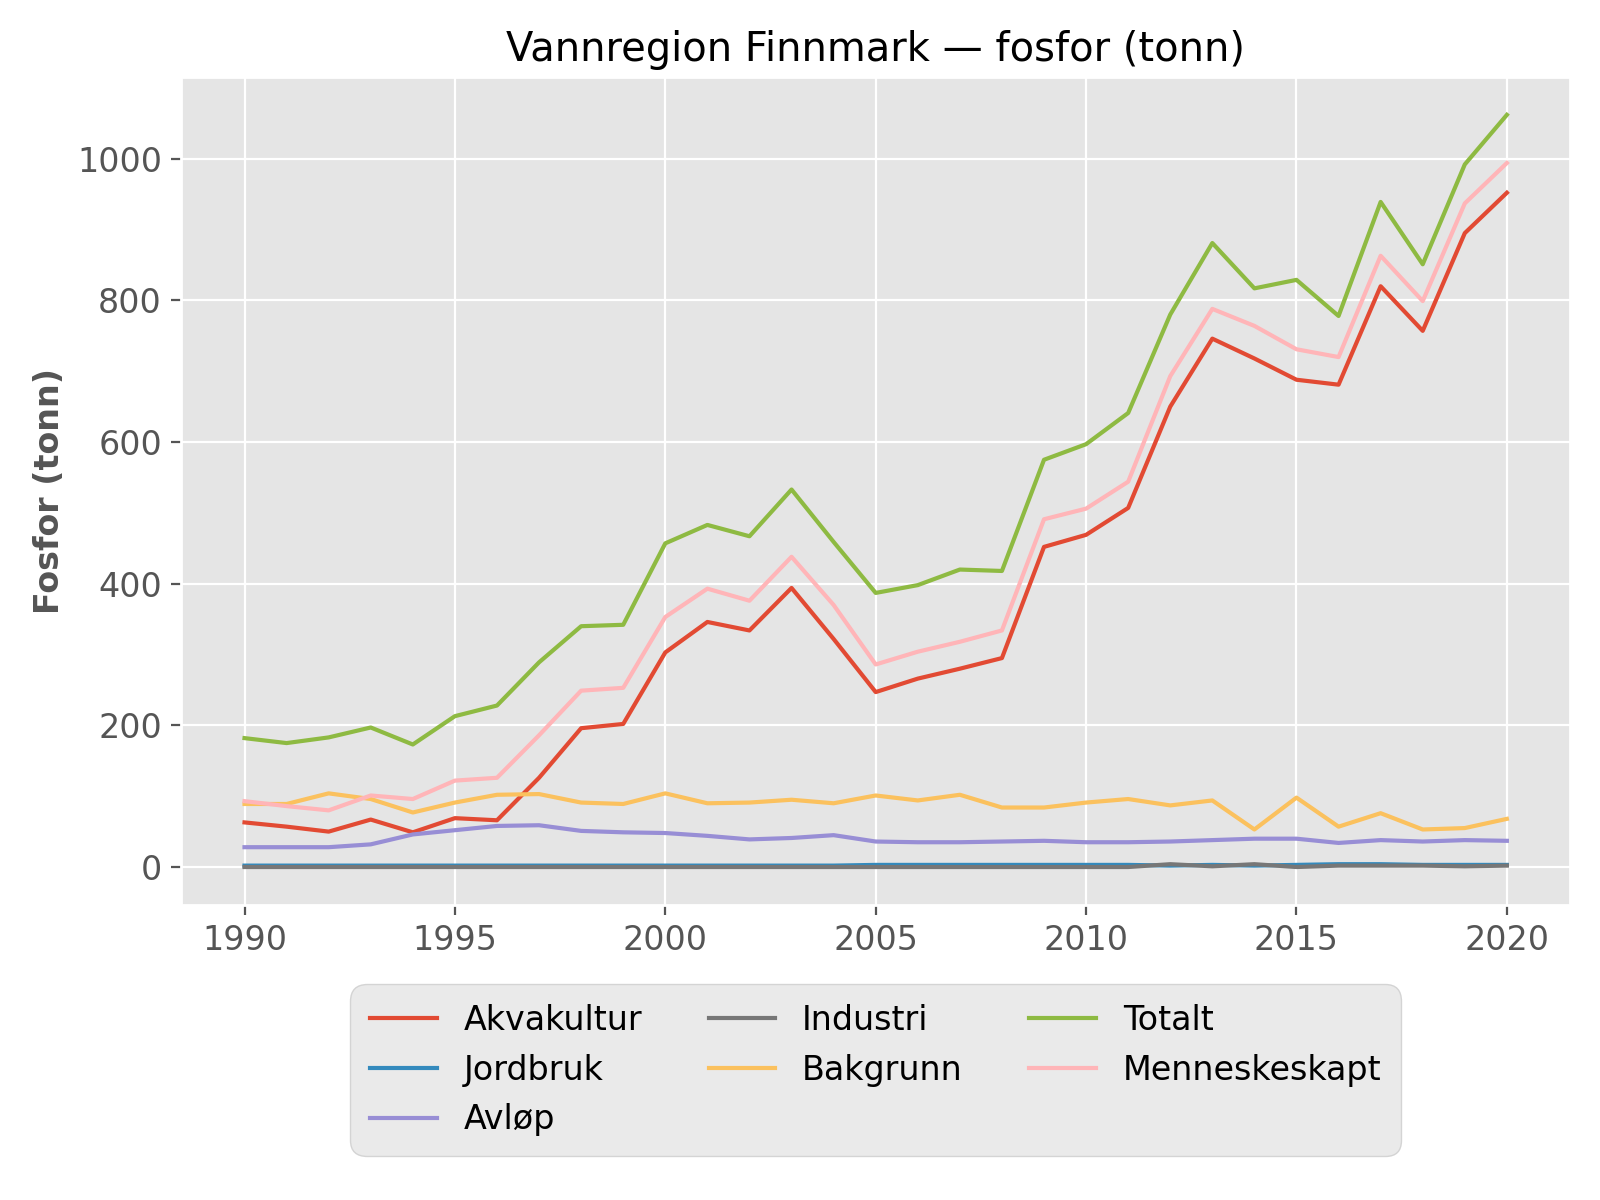 Vannregion Finnmark — fosfor (tonn)
Fosfor (tonn)
1000
800
600
400
200
0
1990 1995 2000 2005 2010 2015 2020
Akvakultur Industri Totalt
Jordbruk Bakgrunn Menneskeskapt
Avløp